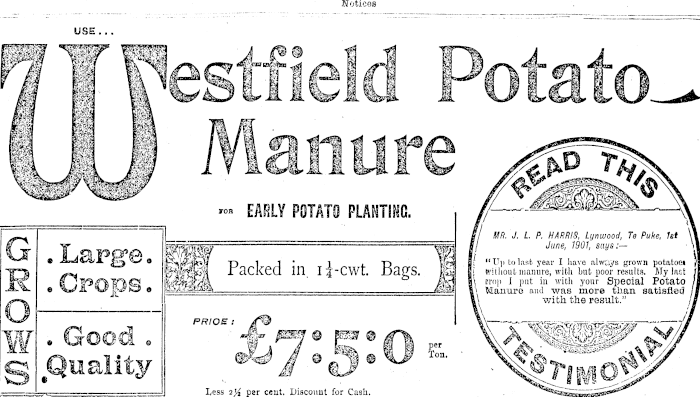 Notices
USE...
Westfield Potato
Manure
FOR EARLY POTATO PLANTING.
GROWS
. Large .
. Crops .
. Good .
. Quality
Packed in 1¼-cwt. Bags.
PRICE:
£7:5:0 per Ton.
Less 2½ per cent. Discount for Cash.
READ THIS
MR. J. L. P. HARRIS, Lynwood, Te Puke, 1st
June, 1901, says:—
"Up to last year I have always grown potatoes
without manure, with but poor results. My last
crop I put in with your Special Potato
Manure and was more than satisfied
with the result."
TESTIMONIAL